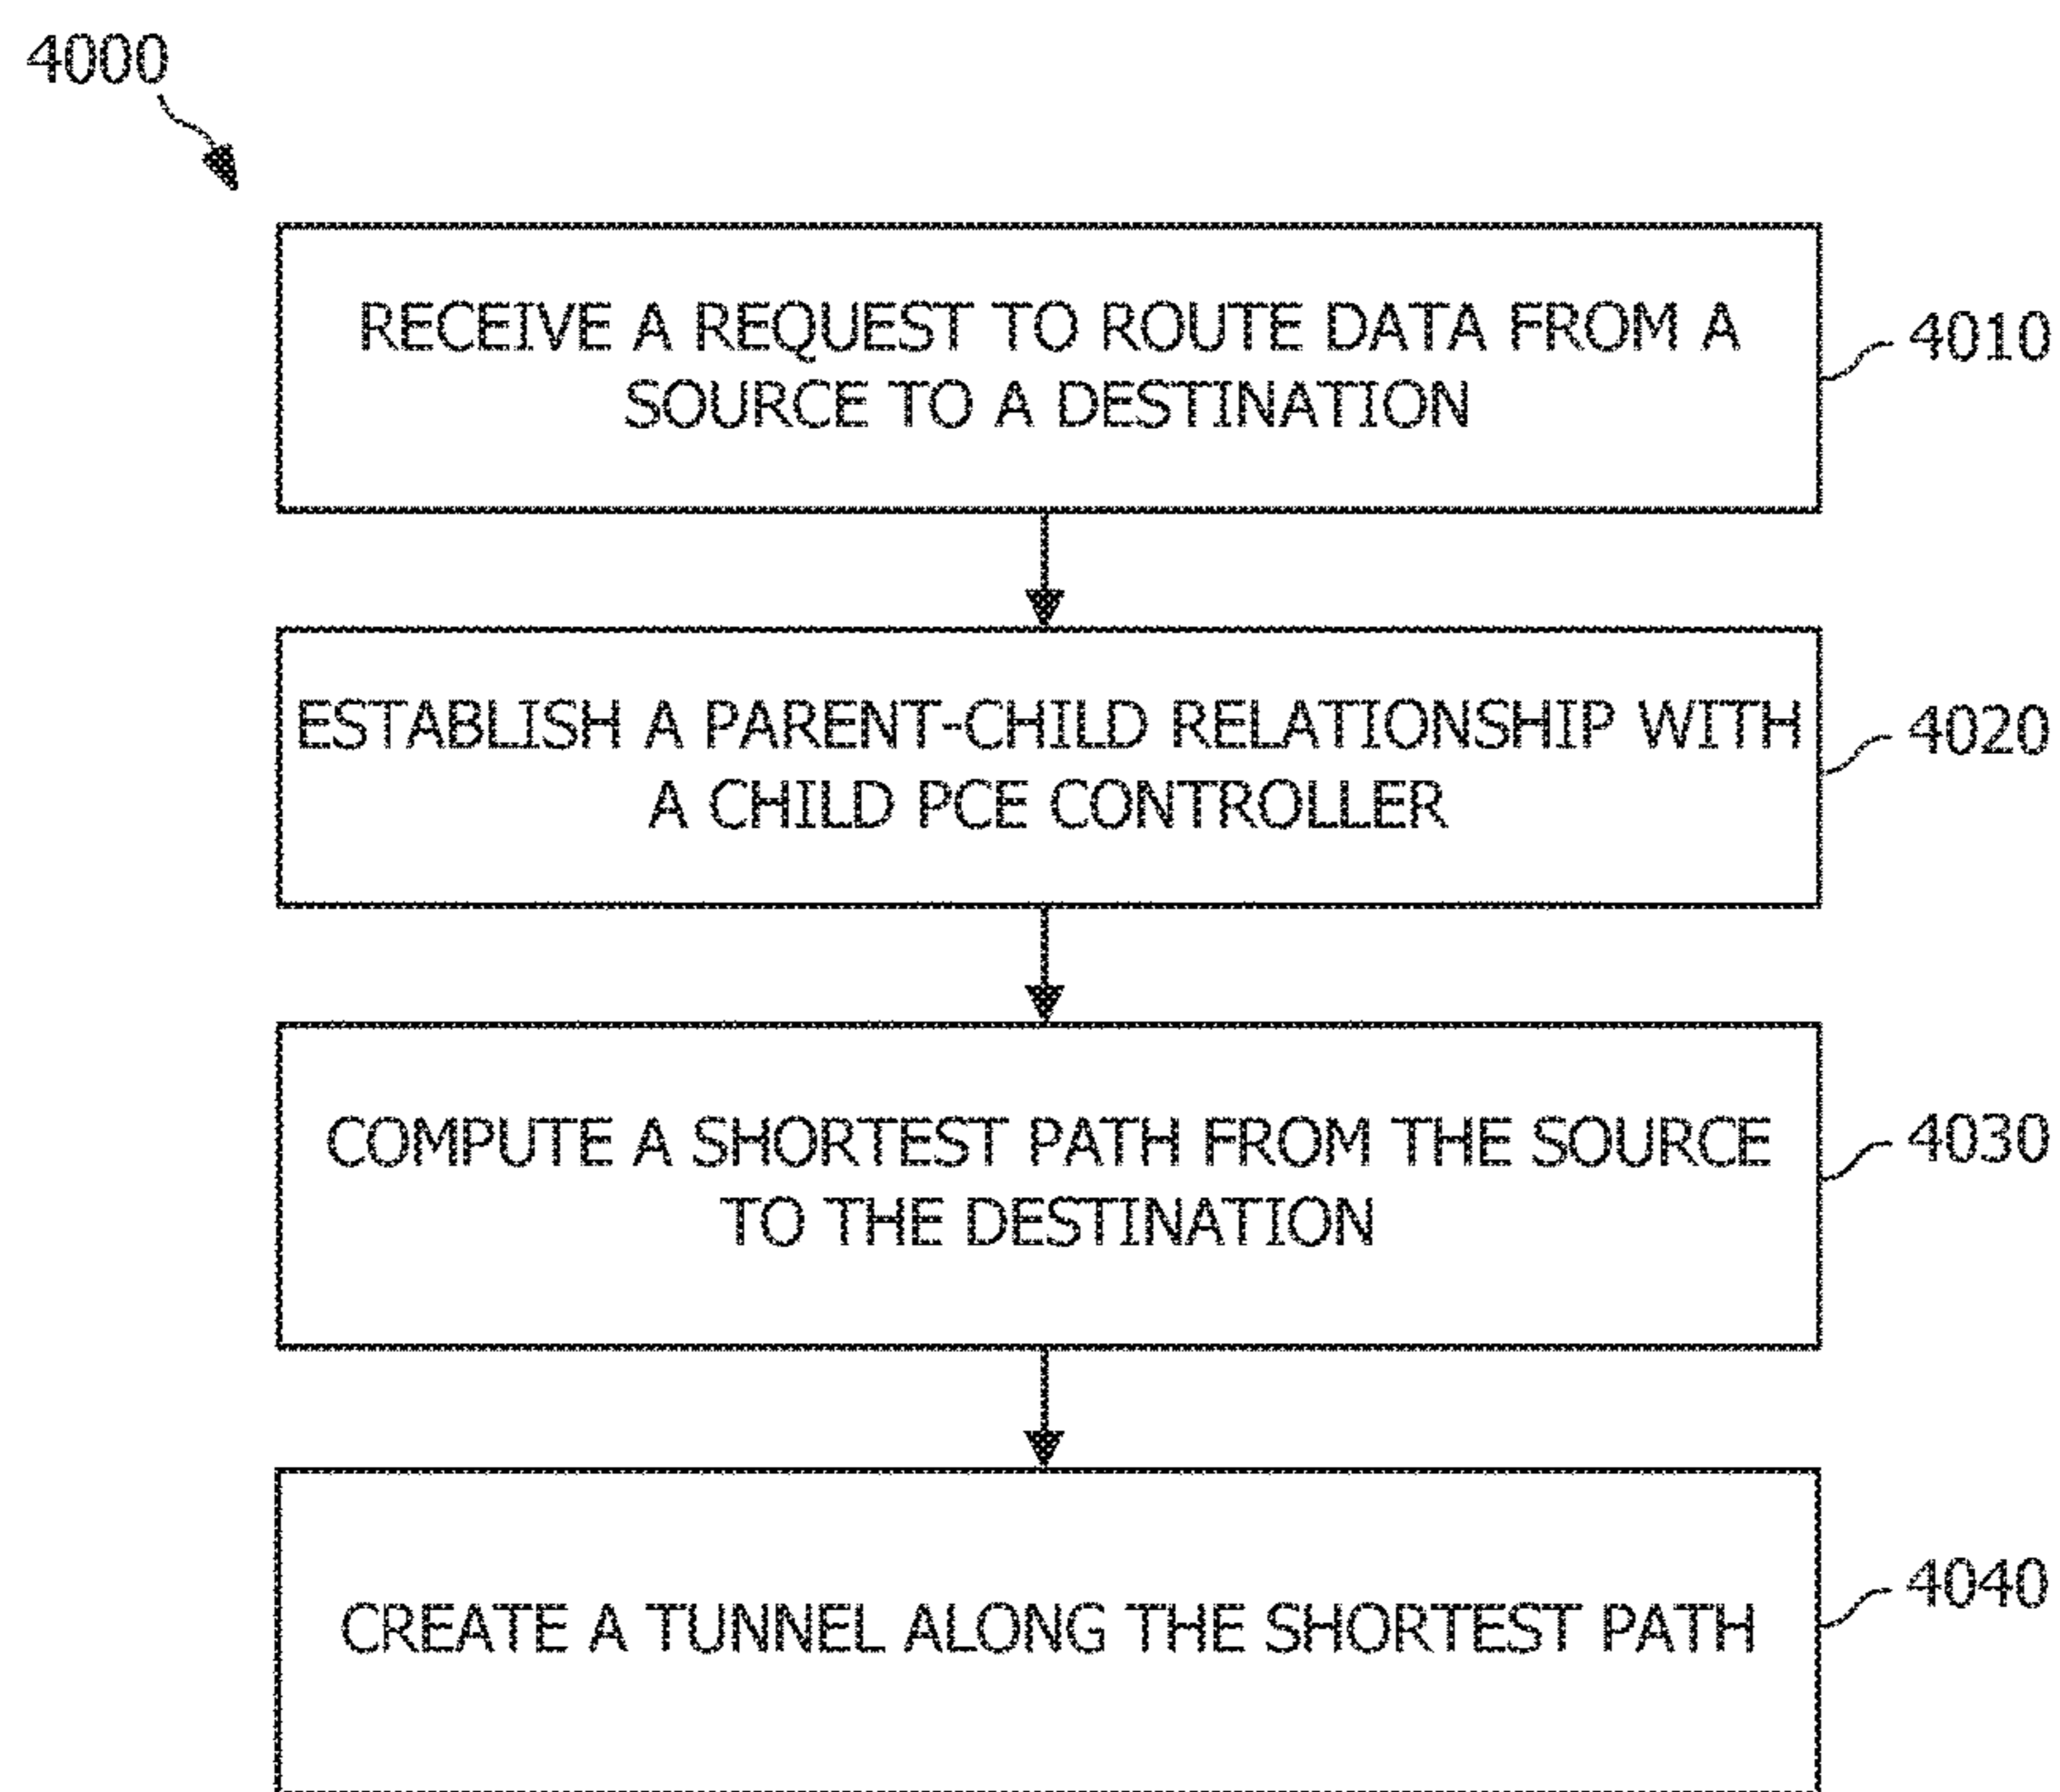 4000
RECEIVE A REQUEST TO ROUTE DATA FROM A
SOURCE TO A DESTINATION
4010
ESTABLISH A PARENT-CHILD RELATIONSHIP WITH
A CHILD PCE CONTROLLER
4020
COMPUTE A SHORTEST PATH FROM THE SOURCE
TO THE DESTINATION
4030
CREATE A TUNNEL ALONG THE SHORTEST PATH
4040